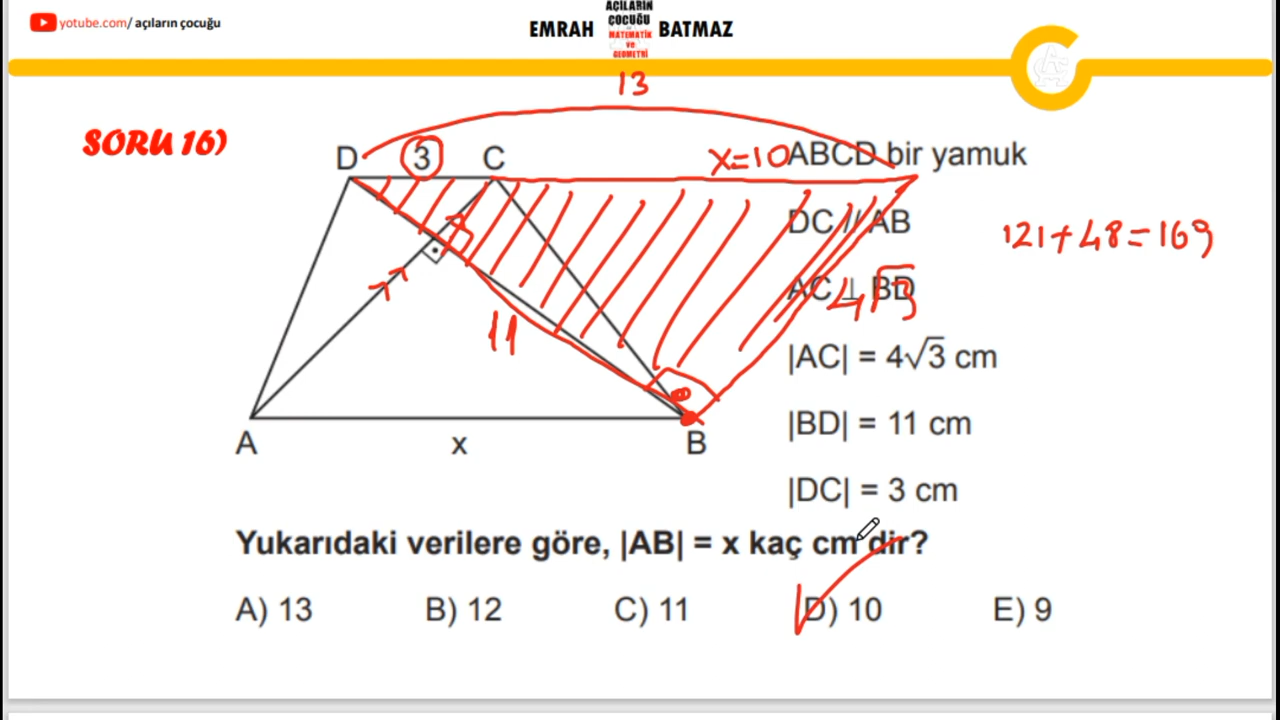 yotube.com/ açıların çocuğu
EMRAH AÇILARIN ÇOCUĞU MATEMATİK ve GEOMETRİ BATMAZ
13
SORU 16)
D 3 C x=10 ABCD bir yamuk
DC // AB
121+48=169
AC ⊥ BD
4√3
11
|AC| = 4√3 cm
|BD| = 11 cm
A x B
|DC| = 3 cm
Yukarıdaki verilere göre, |AB| = x kaç cm dir?
A) 13 B) 12 C) 11 D) 10 E) 9